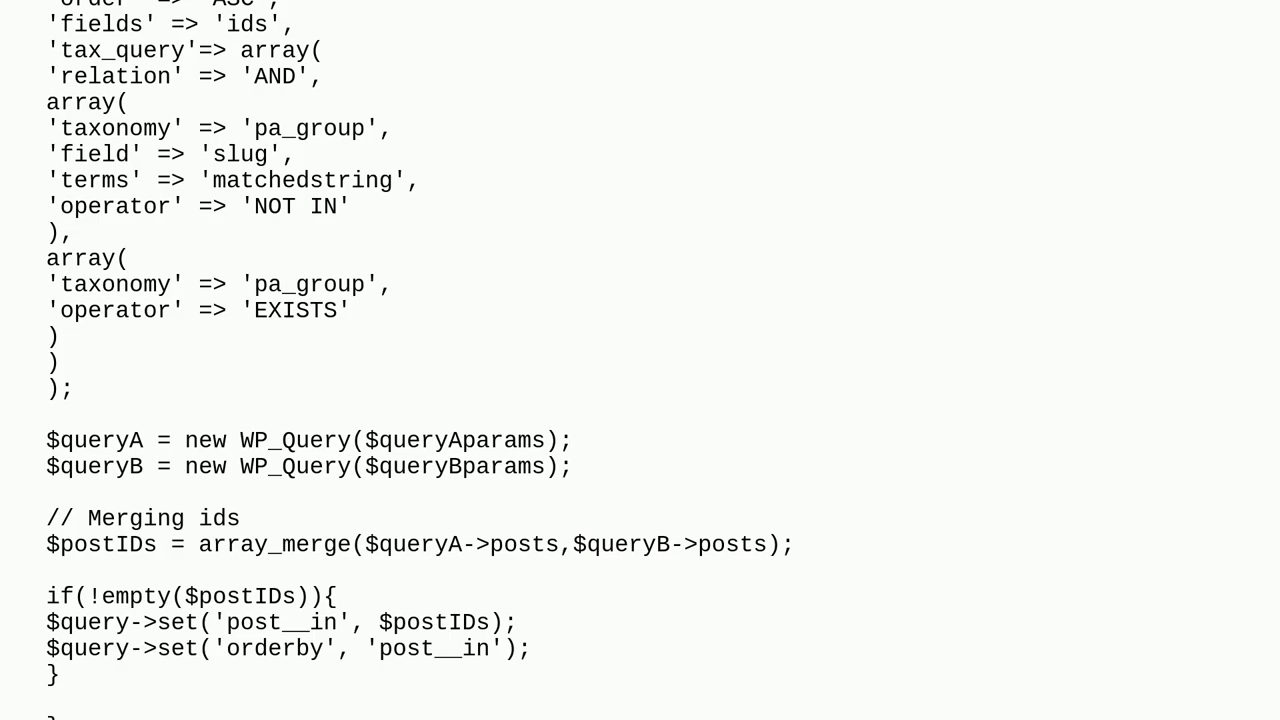 'order' => 'ASC',
'fields' => 'ids',
'tax_query'=> array(
'relation' => 'AND',
array(
'taxonomy' => 'pa_group',
'field' => 'slug',
'terms' => 'matchedstring',
'operator' => 'NOT IN'
),
array(
'taxonomy' => 'pa_group',
'operator' => 'EXISTS'
)
)
);
$queryA = new WP_Query($queryAparams);
$queryB = new WP_Query($queryBparams);
// Merging ids
$postIDs = array_merge($queryA->posts,$queryB->posts);
if(!empty($postIDs)){
$query->set('post__in', $postIDs);
$query->set('orderby', 'post__in');
}
}